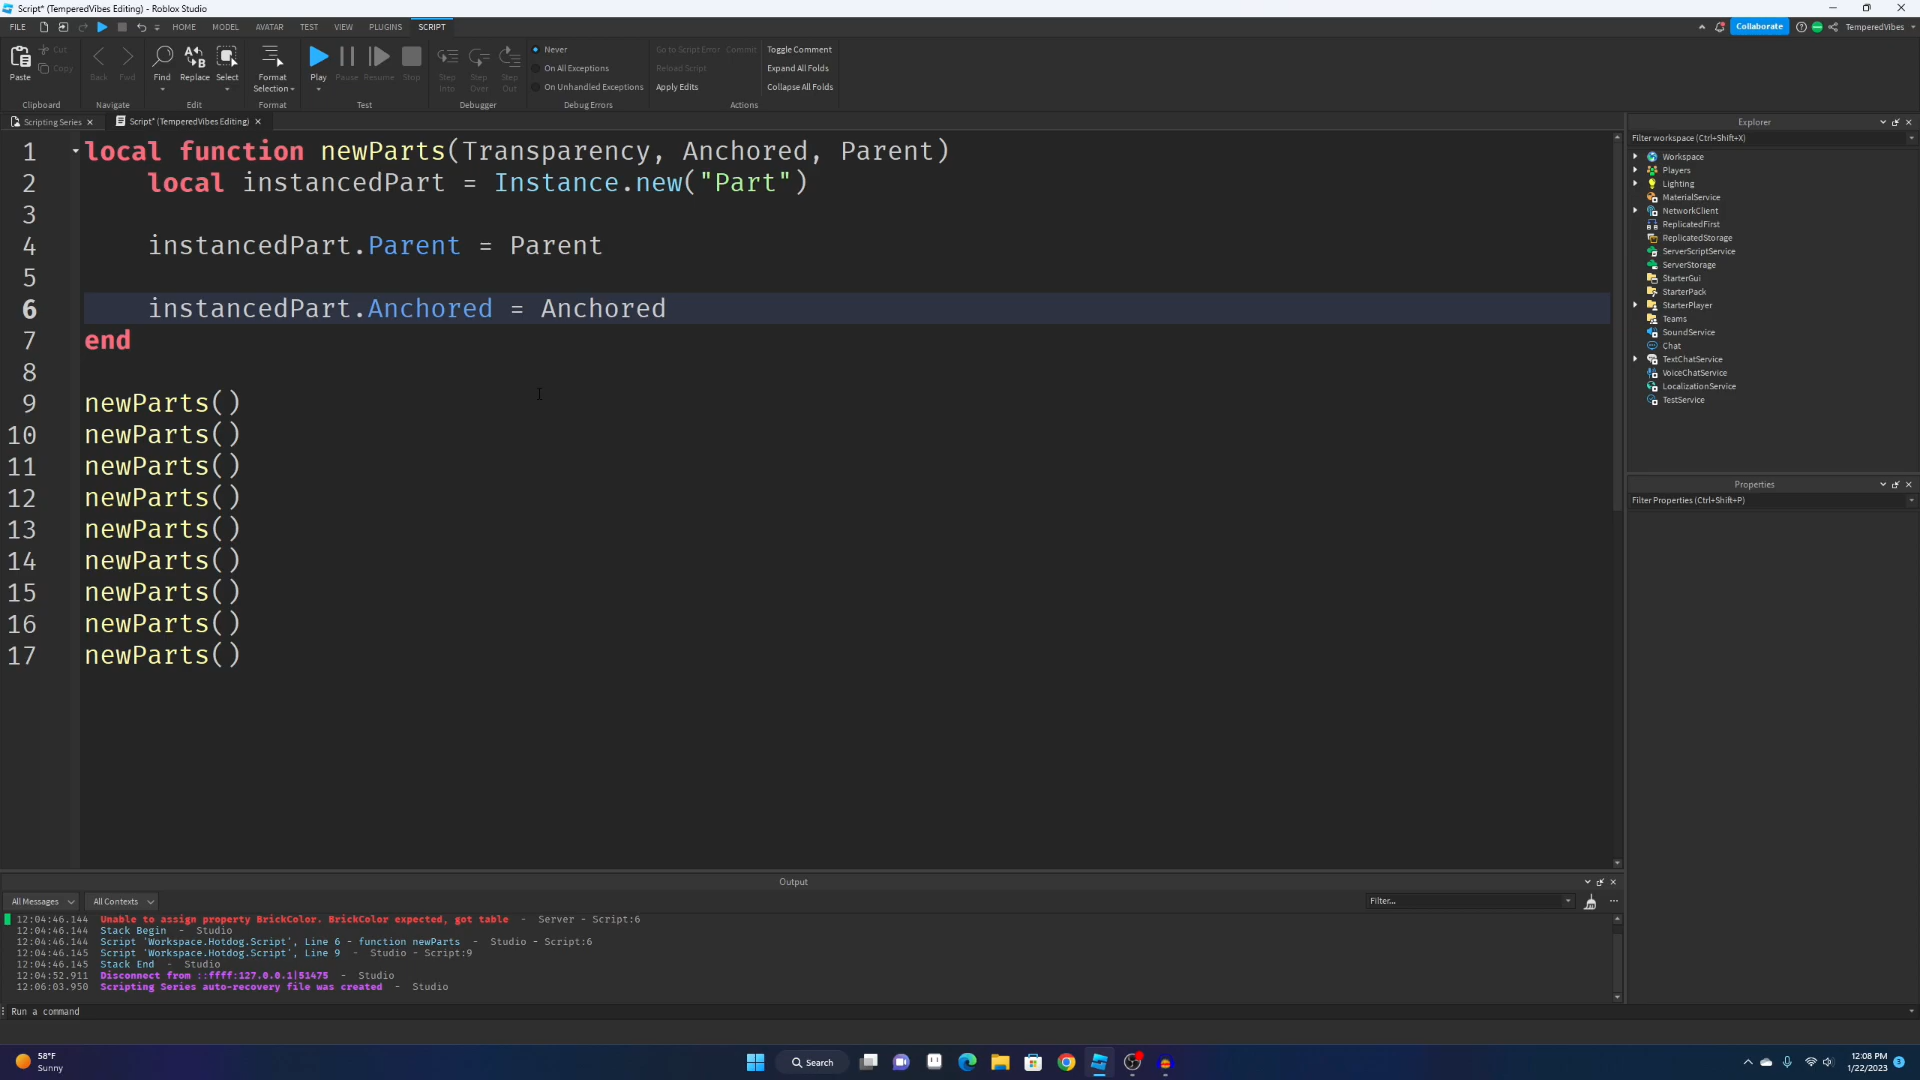 Script* (TemperedVibes Editing) - Roblox Studio
FILE HOME MODEL AVATAR TEST VIEW PLUGINS SCRIPT Collaborate TemperedVibes
Paste Cut Copy
Back Fwd
Find Replace Select
Format Selection
Play Pause Resume Stop
Step Into Step Over Step Out
Never
On All Exceptions
On Unhandled Exceptions
Go to Script Error Commit
Reload Script
Apply Edits
Toggle Comment
Expand All Folds
Collapse All Folds
Clipboard Navigate Edit Format Test Debugger Debug Errors Actions
Scripting Series Script* (TemperedVibes Editing)
1 local function newParts(Transparency, Anchored, Parent)
2 local instancedPart = Instance.new("Part")
3
4 instancedPart.Parent = Parent
5
6 instancedPart.Anchored = Anchored
7 end
8
9 newParts()
10 newParts()
11 newParts()
12 newParts()
13 newParts()
14 newParts()
15 newParts()
16 newParts()
17 newParts()
Explorer
Filter workspace (Ctrl+Shift+X)
Workspace
Players
Lighting
MaterialService
NetworkClient
ReplicatedFirst
ReplicatedStorage
ServerScriptService
ServerStorage
StarterGui
StarterPack
StarterPlayer
Teams
SoundService
Chat
TextChatService
VoiceChatService
LocalizationService
TestService
Properties
Filter Properties (Ctrl+Shift+P)
Output
All Messages All Contexts Filter...
12:04:46.144 Unable to assign property BrickColor. BrickColor expected, got table - Server - Script:6
12:04:46.144 Stack Begin - Studio
12:04:46.144 Script 'Workspace.Hotdog.Script', Line 6 - function newParts - Studio - Script:6
12:04:46.145 Script 'Workspace.Hotdog.Script', Line 9 - Studio - Script:9
12:04:46.145 Stack End - Studio
12:04:52.911 Disconnect from ::ffff:127.0.0.1|51475 - Studio
12:06:03.950 Scripting Series auto-recovery file was created - Studio
Run a command
58°F
Sunny
Search
12:08 PM
1/22/2023
3